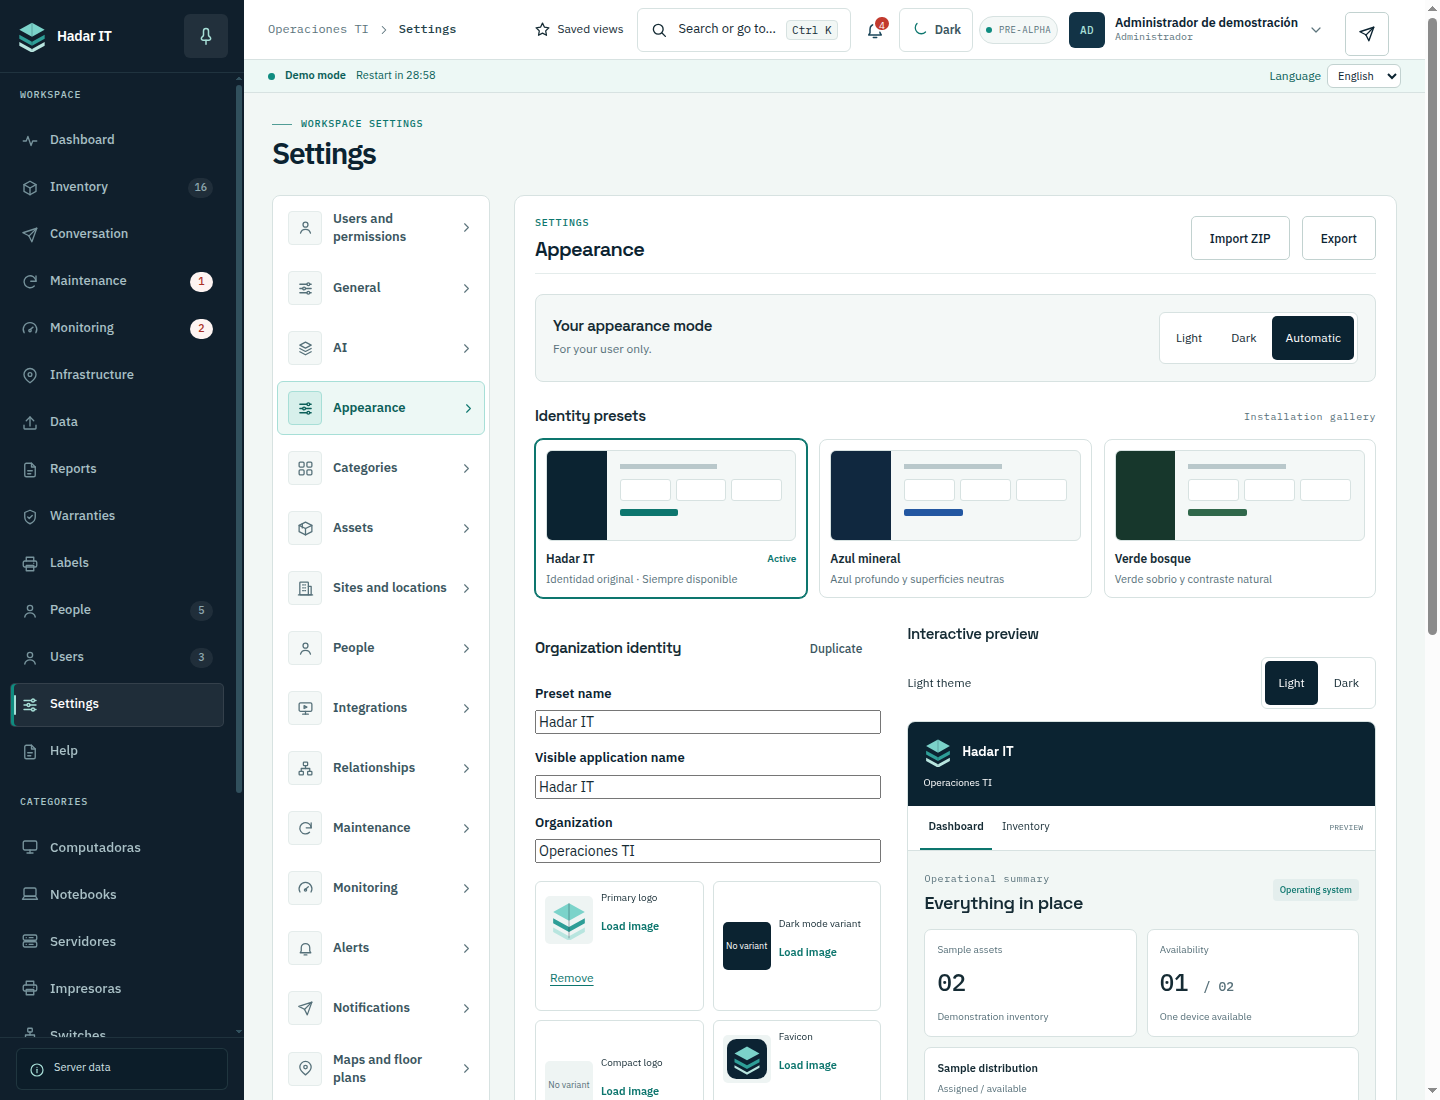 Hadar IT
WORKSPACE
Dashboard
Inventory 16
Conversation
Maintenance 1
Monitoring 2
Infrastructure
Data
Reports
Warranties
Labels
People 5
Users 3
Settings
Help
CATEGORIES
Computadoras
Notebooks
Servidores
Impresoras
Switches
Server data
Operaciones TI > Settings
Saved views
Search or go to... Ctrl K
4
Dark
PRE-ALPHA
AD
Administrador de demostración
Administrador
Demo mode Restart in 28:58
Language English
WORKSPACE SETTINGS
Settings
Users and permissions
General
AI
Appearance
Categories
Assets
Sites and locations
People
Integrations
Relationships
Maintenance
Monitoring
Alerts
Notifications
Maps and floor plans
SETTINGS
Appearance
Import ZIP
Export
Your appearance mode
For your user only.
Light Dark Automatic
Identity presets
Installation gallery
Hadar IT Active
Identidad original · Siempre disponible
Azul mineral
Azul profundo y superficies neutras
Verde bosque
Verde sobrio y contraste natural
Organization identity
Duplicate
Preset name
Hadar IT
Visible application name
Hadar IT
Organization
Operaciones TI
Primary logo
Load image
Remove
No variant
Dark mode variant
Load image
No variant
Compact logo
Load image
Favicon
Load image
Interactive preview
Light theme
Light Dark
Hadar IT
Operaciones TI
Dashboard Inventory PREVIEW
Operational summary
Everything in place
Operating system
Sample assets
02
Demonstration inventory
Availability
01 / 02
One device available
Sample distribution
Assigned / available